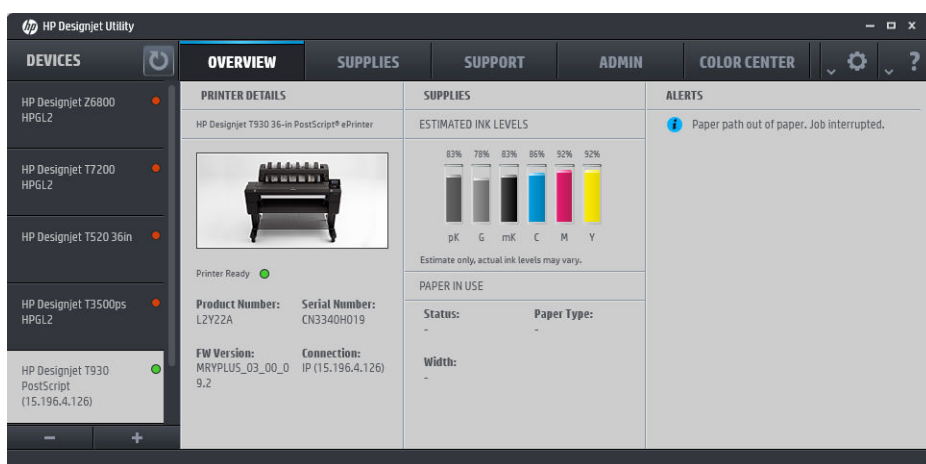 hp HP Designjet Utility
DEVICES
OVERVIEW
SUPPLIES
SUPPORT
ADMIN
COLOR CENTER
?
HP Designjet Z6800
HPGL2
HP Designjet T7200
HPGL2
HP Designjet T520 36in
HP Designjet T3500ps
HPGL2
HP Designjet T930
PostScript
(15.196.4.126)
PRINTER DETAILS
HP Designjet T930 36-in PostScript® ePrinter
Printer Ready
Product Number:
L2Y22A
Serial Number:
CN3340H019
FW Version:
MRYPLUS_03_00_0
9.2
Connection:
IP (15.196.4.126)
SUPPLIES
ESTIMATED INK LEVELS
83% 78% 83% 86% 92% 92%
pK G mK C M Y
Estimate only, actual ink levels may vary.
PAPER IN USE
Status:
-
Paper Type:
-
Width:
-
ALERTS
i Paper path out of paper. Job interrupted.